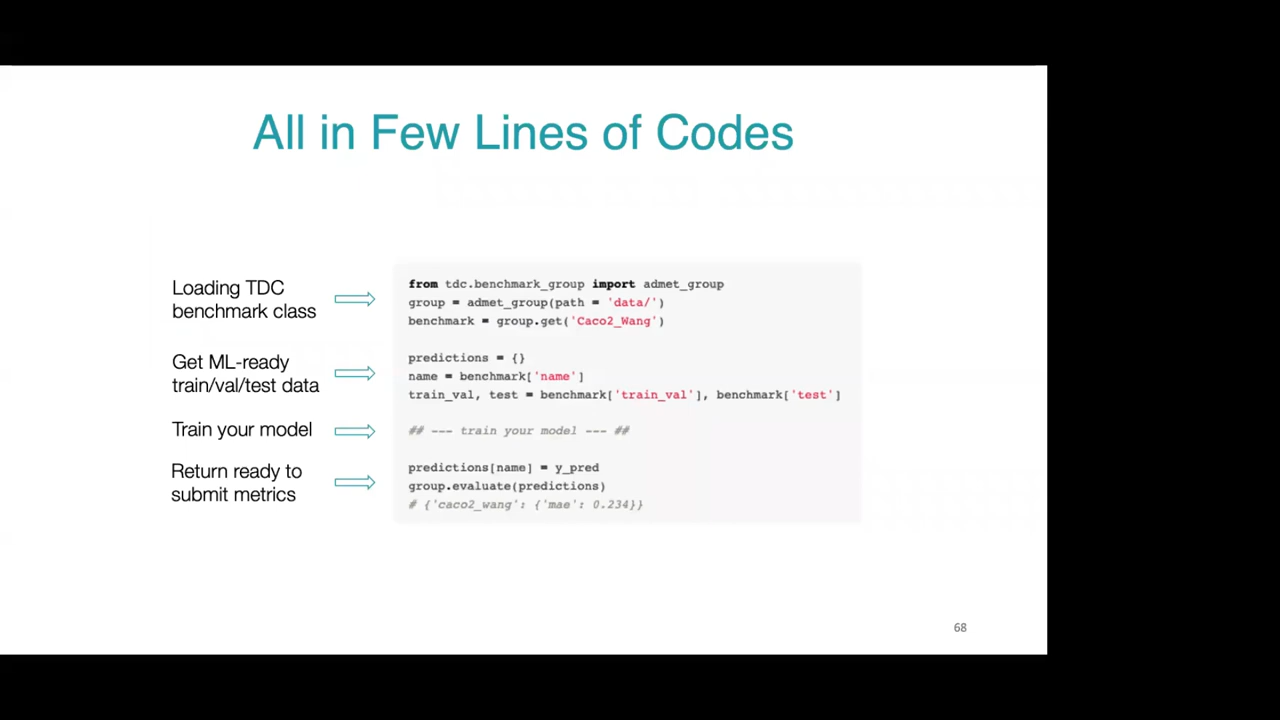 All in Few Lines of Codes
Loading TDC
benchmark class
from tdc.benchmark_group import admet_group
group = admet_group(path = 'data/')
benchmark = group.get('Caco2_Wang')
Get ML-ready
train/val/test data
predictions = {}
name = benchmark['name']
train_val, test = benchmark['train_val'], benchmark['test']
Train your model
## --- train your model --- ##
Return ready to
submit metrics
predictions[name] = y_pred
group.evaluate(predictions)
# {'caco2_wang': {'mae': 0.234}}
68